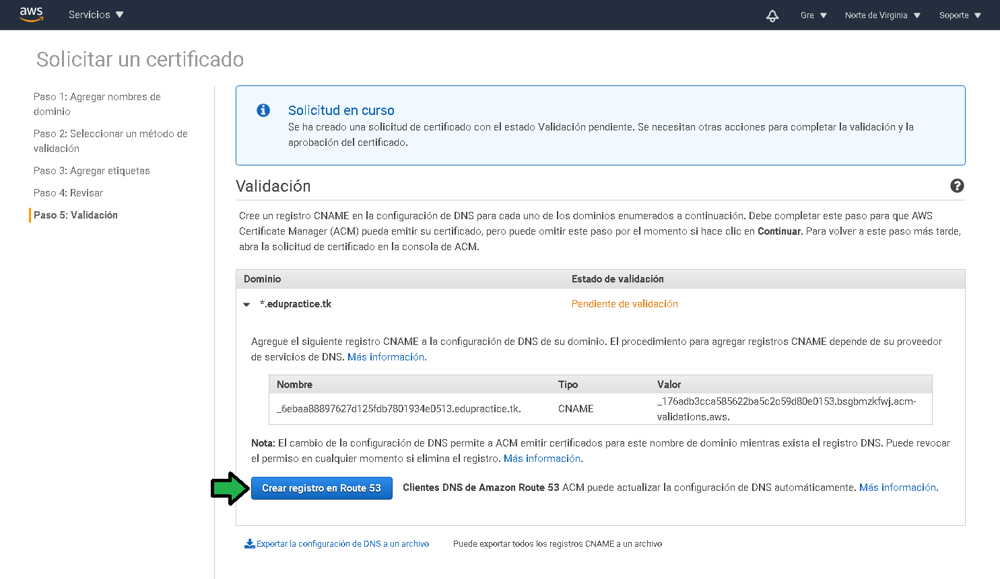 aws Servicios Gre Norte de Virginia Soporte
Solicitar un certificado
Paso 1: Agregar nombres de
dominio
Paso 2: Seleccionar un método de
validación
Paso 3: Agregar etiquetas
Paso 4: Revisar
Paso 5: Validación
Solicitud en curso
Se ha creado una solicitud de certificado con el estado Validación pendiente. Se necesitan otras acciones para completar la validación y la
aprobación del certificado.
Validación
Cree un registro CNAME en la configuración de DNS para cada uno de los dominios enumerados a continuación. Debe completar este paso para que AWS
Certificate Manager (ACM) pueda emitir su certificado, pero puede omitir este paso por el momento si hace clic en Continuar. Para volver a este paso más tarde,
abra la solicitud de certificado en la consola de ACM.
Dominio Estado de validación
*.edupractice.tk Pendiente de validación
Agregue el siguiente registro CNAME a la configuración de DNS de su dominio. El procedimiento para agregar registros CNAME depende de su proveedor
de servicios de DNS. Más información.
Nombre Tipo Valor
_6ebaa88897627d125fdb7801934e0513.edupractice.tk. CNAME _176adb3cca585622ba5c2c59d80e0153.bsgbmzkfwj.acm-
validations.aws.
Nota: El cambio de la configuración de DNS permite a ACM emitir certificados para este nombre de dominio mientras exista el registro DNS. Puede revocar
el permiso en cualquier momento si elimina el registro. Más información.
Crear registro en Route 53 Clientes DNS de Amazon Route 53 ACM puede actualizar la configuración de DNS automáticamente. Más información.
Exportar la configuración de DNS a un archivo Puede exportar todos los registros CNAME a un archivo